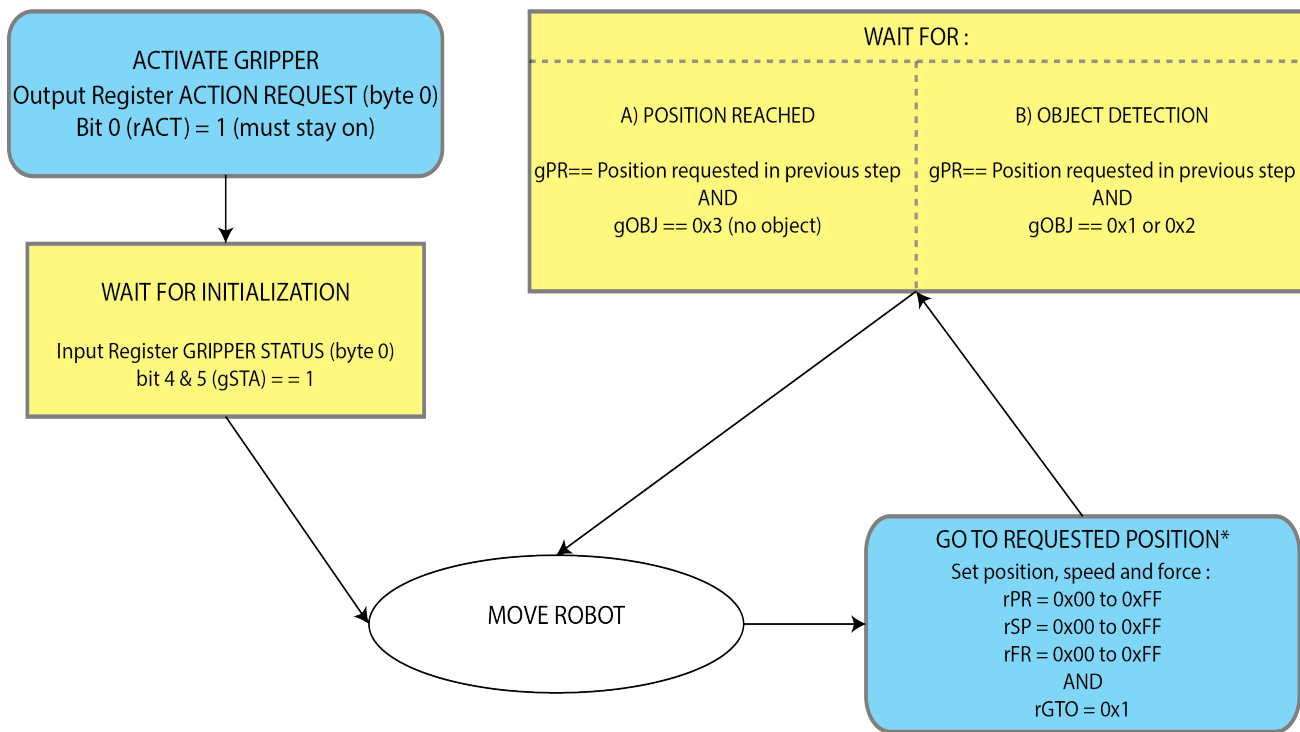 ACTIVATE GRIPPER
Output Register ACTION REQUEST (byte 0)
Bit 0 (rACT) = 1 (must stay on)
WAIT FOR INITIALIZATION
Input Register GRIPPER STATUS (byte 0)
bit 4 & 5 (gSTA) = = 1
WAIT FOR :
A) POSITION REACHED
gPR== Position requested in previous step
AND
gOBJ == 0x3 (no object)
B) OBJECT DETECTION
gPR== Position requested in previous step
AND
gOBJ == 0x1 or 0x2
MOVE ROBOT
GO TO REQUESTED POSITION*
Set position, speed and force :
rPR = 0x00 to 0xFF
rSP = 0x00 to 0xFF
rFR = 0x00 to 0xFF
AND
rGTO = 0x1